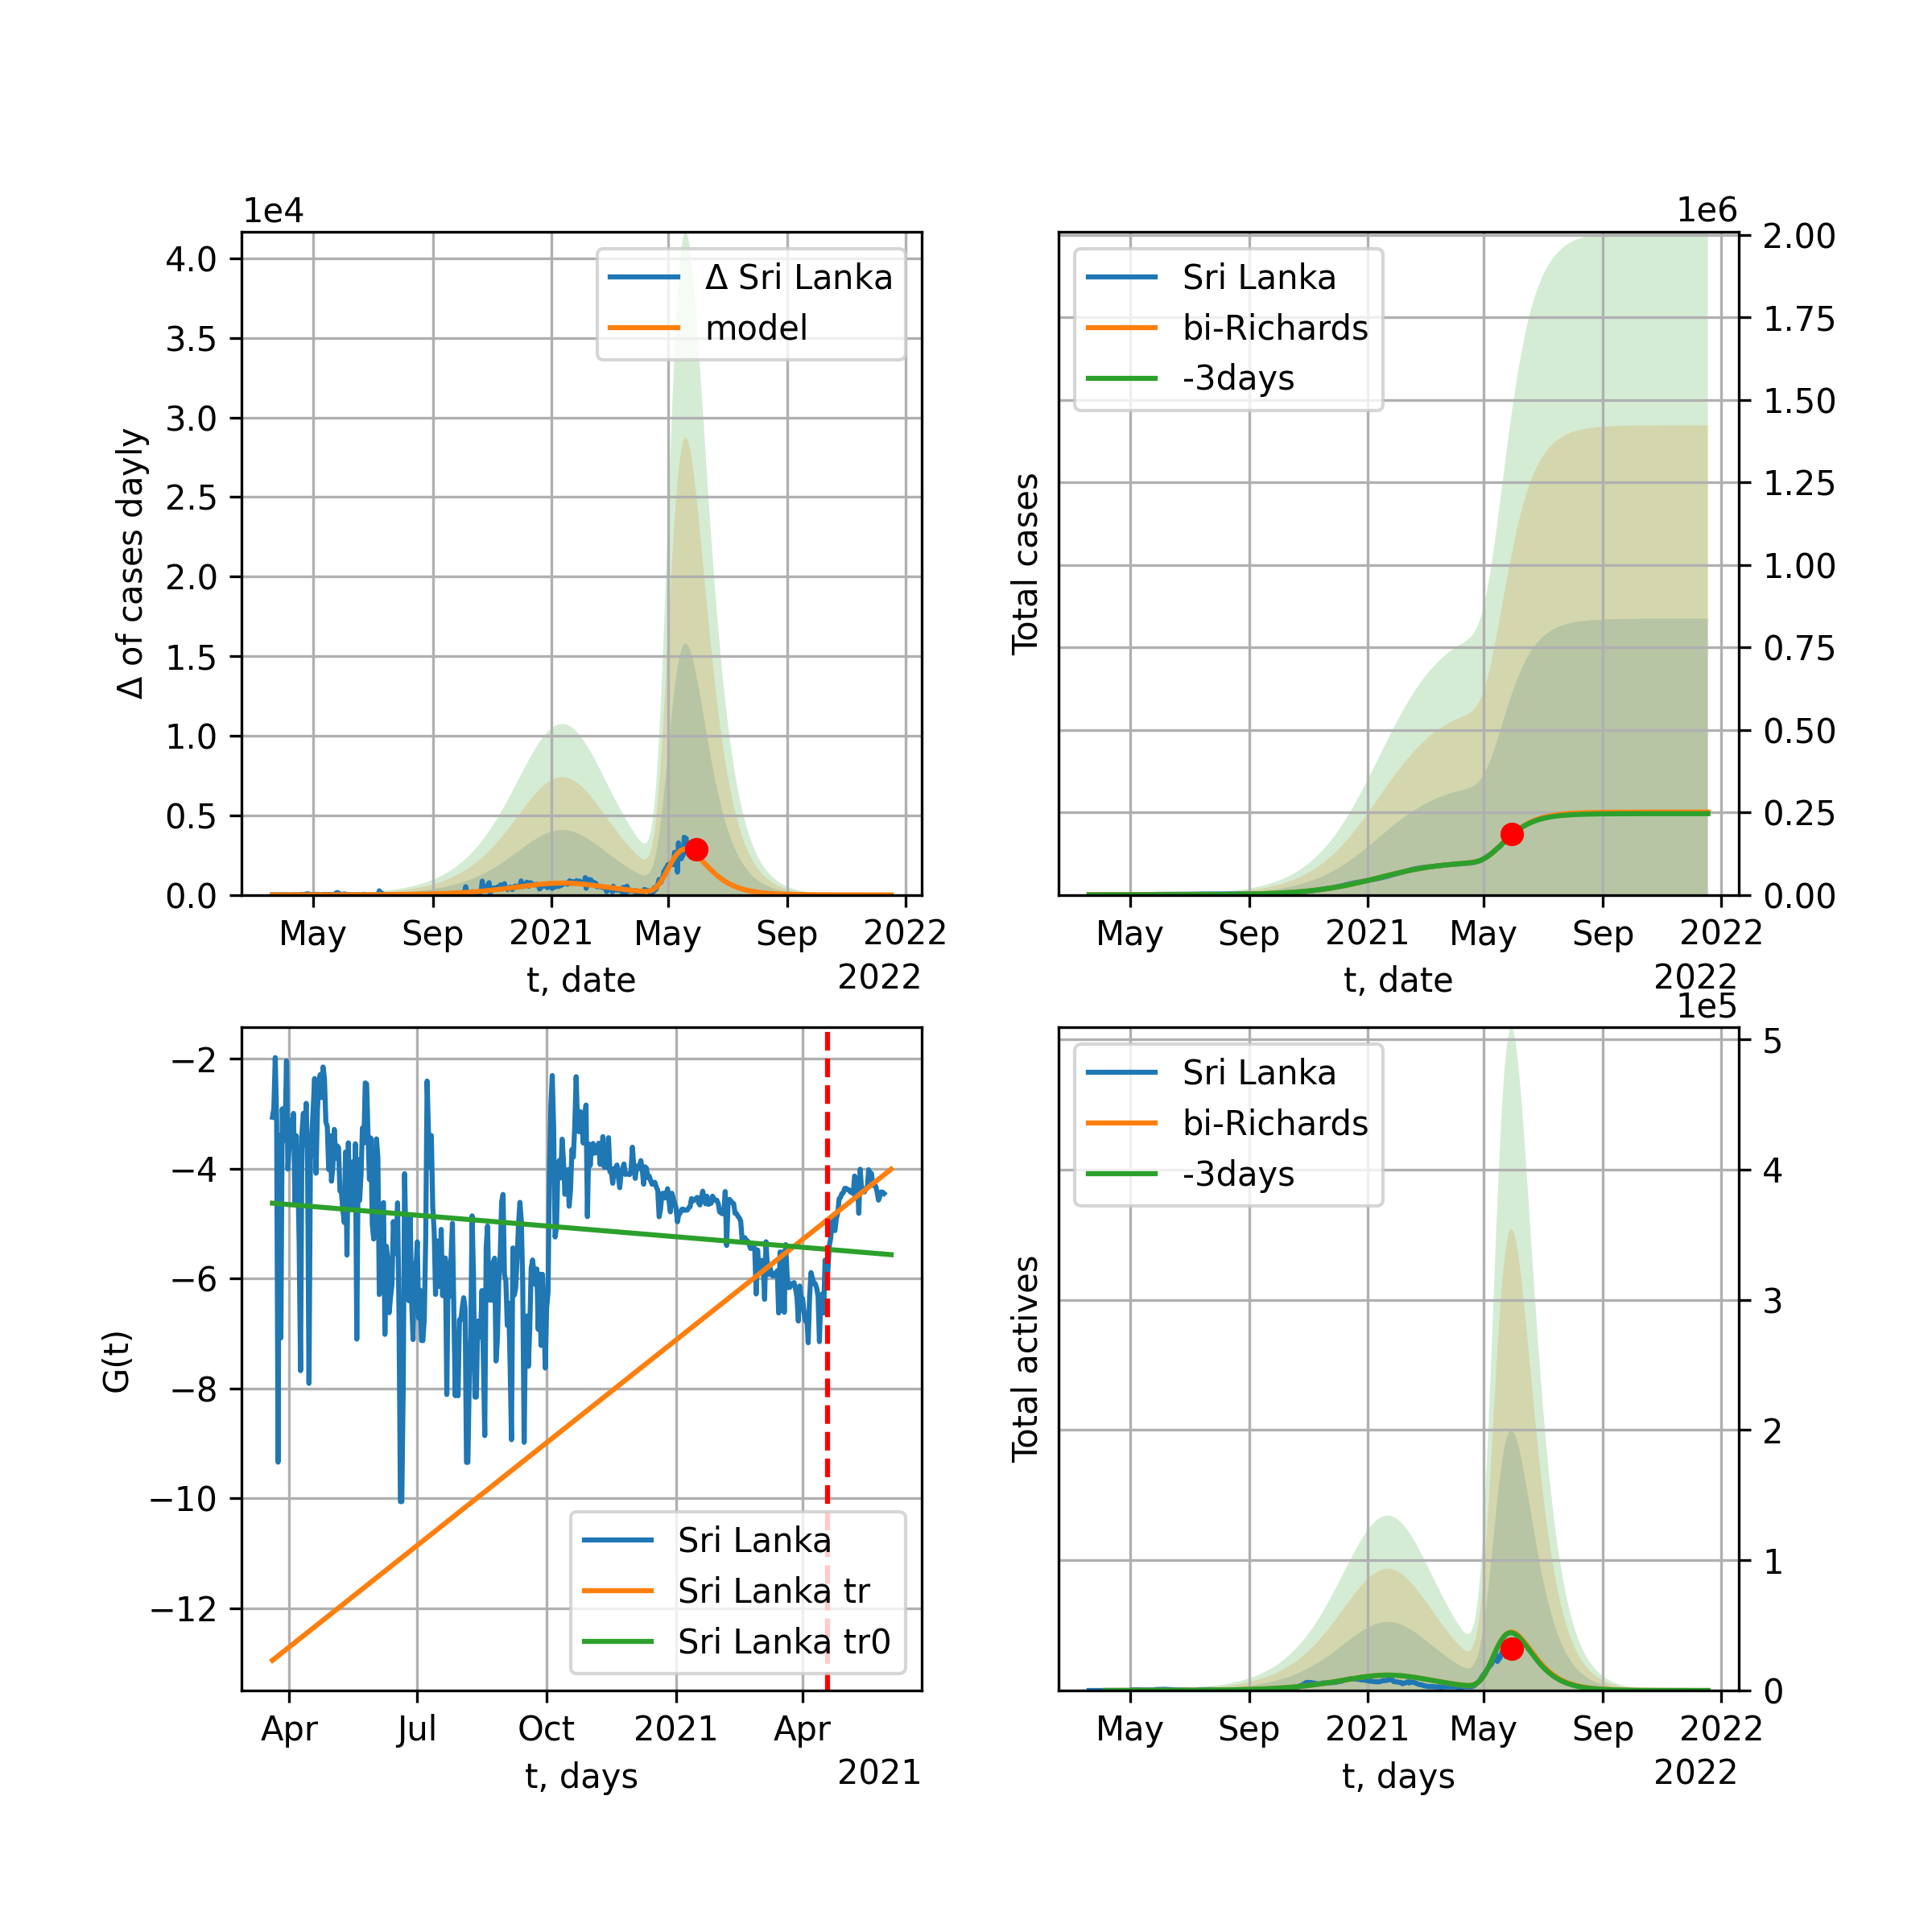 1e4
4.0
3.5
3.0
2.5
2.0
1.5
1.0
0.5
0.0
Δ of cases dayly
Δ Sri Lanka
model
May Sep 2021 May Sep 2022
t, date
2022
1e6
2.00
1.75
1.50
1.25
1.00
0.75
0.50
0.25
0.00
Total cases
Sri Lanka
bi-Richards
-3days
May Sep 2021 May Sep 2022
t, date
2022
−2
−4
−6
−8
−10
−12
G(t)
Sri Lanka
Sri Lanka tr
Sri Lanka tr0
Apr Jul Oct 2021 Apr
t, days
2021
1e5
5
4
3
2
1
0
Total actives
Sri Lanka
bi-Richards
-3days
May Sep 2021 May Sep 2022
t, days
2022